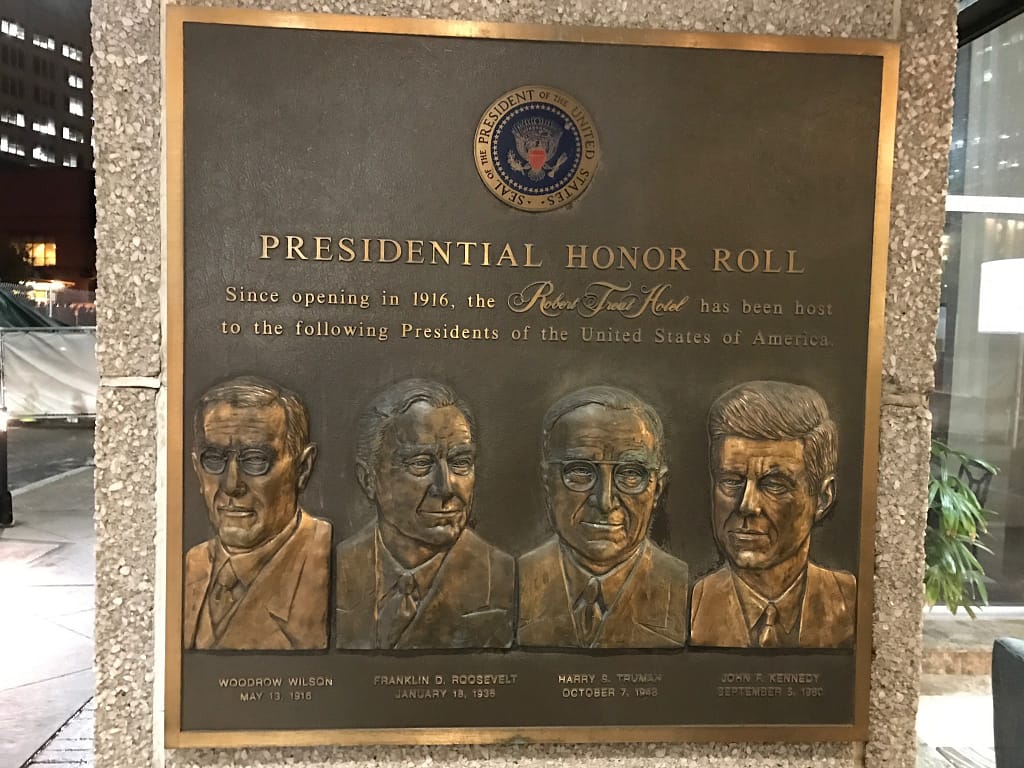 SEAL OF THE PRESIDENT OF THE UNITED STATES
PRESIDENTIAL HONOR ROLL
Since opening in 1916, the Robert Treat Hotel has been host
to the following Presidents of the United States of America.
WOODROW WILSON
MAY 13, 1916
FRANKLIN D. ROOSEVELT
JANUARY 18, 1936
HARRY S. TRUMAN
OCTOBER 7, 1948
JOHN F. KENNEDY
SEPTEMBER 1960